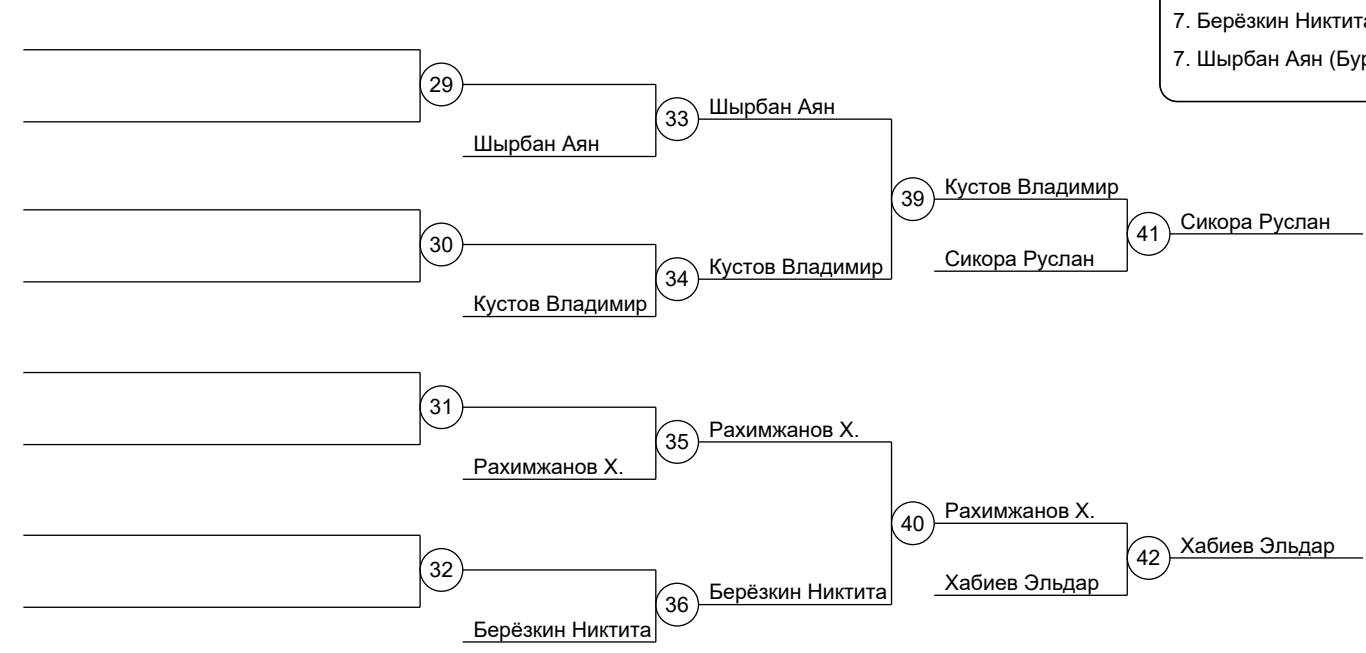 7. Берёзкин Никтита
7. Шырбан Аян (Бур
29
33
Шырбан Аян
Шырбан Аян
39
Кустов Владимир
30
34
Кустов Владимир
Кустов Владимир
Сикора Руслан
41
Сикора Руслан
31
35
Рахимжанов Х.
Рахимжанов Х.
40
Рахимжанов Х.
32
36
Берёзкин Никтита
Берёзкин Никтита
Хабиев Эльдар
42
Хабиев Эльдар